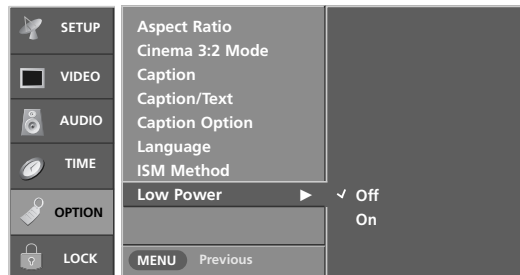 SETUP
VIDEO
AUDIO
TIME
OPTION
LOCK
Aspect Ratio
Cinema 3:2 Mode
Caption
Caption/Text
Caption Option
Language
ISM Method
Low Power ► ✓ Off
On
MENU Previous